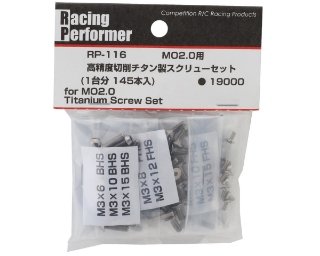 Racing
Performer
Competition R/C Racing Products
RP-116 MO2.0用
高精度切削チタン製スクリューセット
(1台分 145本入) ● 19000
for MO2.0
Titanium Screw Set
M3×6 BHS
M3×10 BHS
M3×15 BHS
M3×8
M3×12 FHS